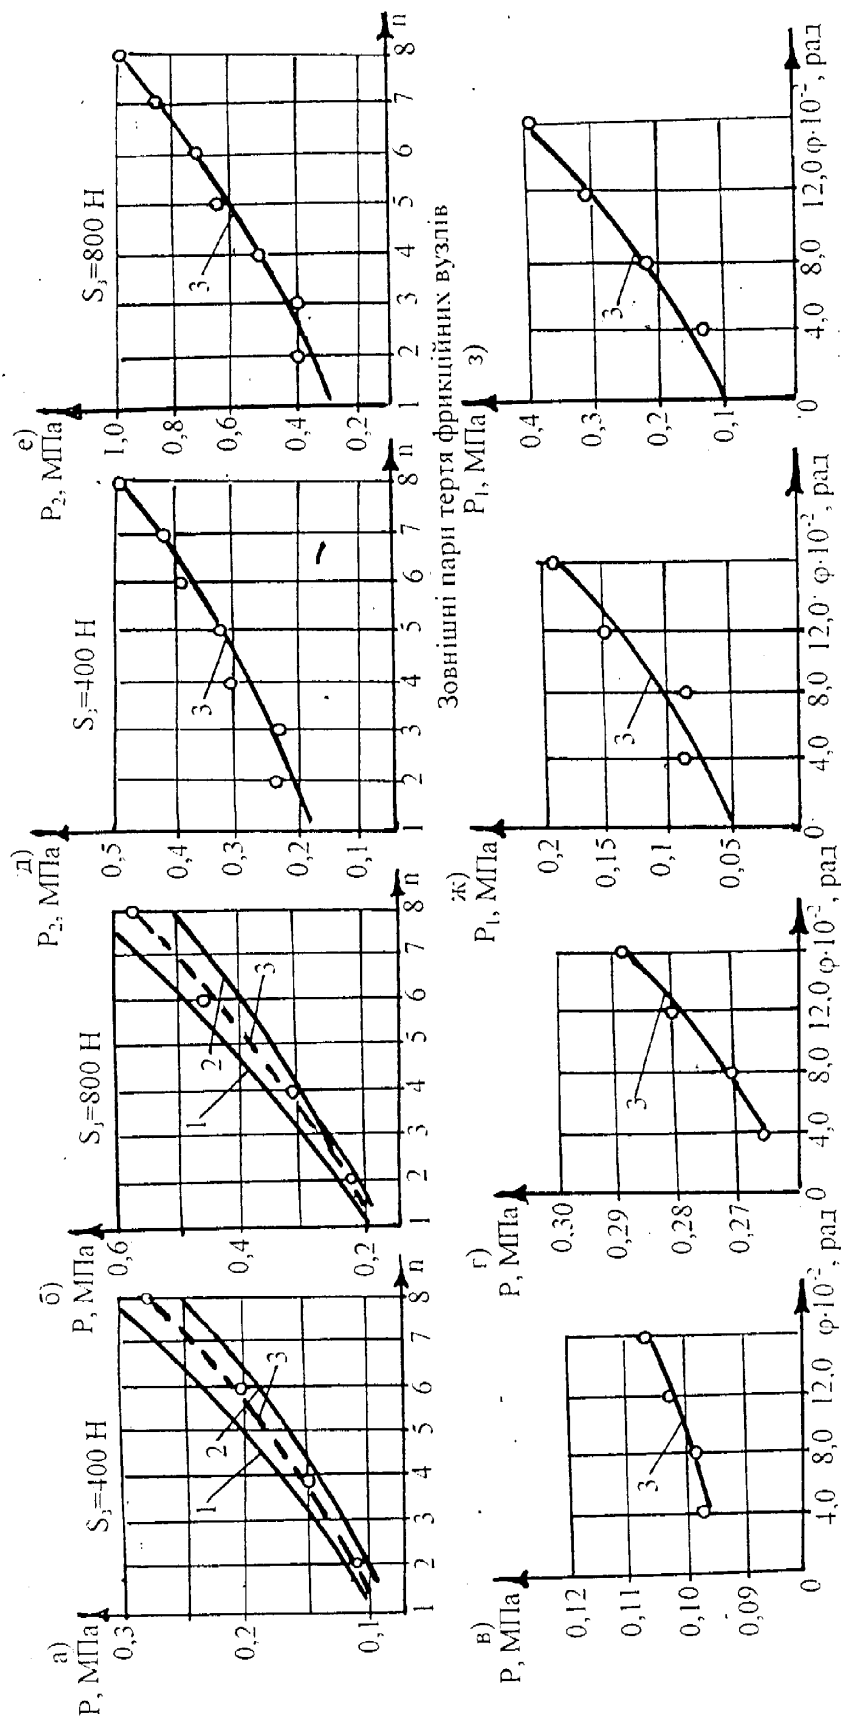 а)
P, МПа
S₃=400 Н
0,3
0,2
0,1
1 2 3 4 5 6 7 8 n
1
2
3
б)
P, МПа
S₃=800 Н
0,6
0,4
0,2
1 2 3 4 5 6 7 8 n
1
2
3
д)
P₂, МПа
S₃=400 Н
0,5
0,4
0,3
0,2
0,1
1 2 3 4 5 6 7 8 n
3
е)
P₂, МПа
S₃=800 Н
1,0
0,8
0,6
0,4
0,2
1 2 3 4 5 6 7 8 n
3
Зовнішні пари тертя фрикційних вузлів
в)
P, МПа
0,12
0,11
0,10
0,09
0 4,0 8,0 12,0 φ·10⁻², рад
3
г)
P, МПа
0,30
0,29
0,28
0,27
0 4,0 8,0 12,0 φ·10⁻², рад
3
ж)
P₁, МПа
0,2
0,15
0,1
0,05
0 4,0 8,0 12,0 φ·10⁻², рад
3
з)
P₁, МПа
0,4
0,3
0,2
0,1
0 4,0 8,0 12,0 φ·10⁻², рад
3